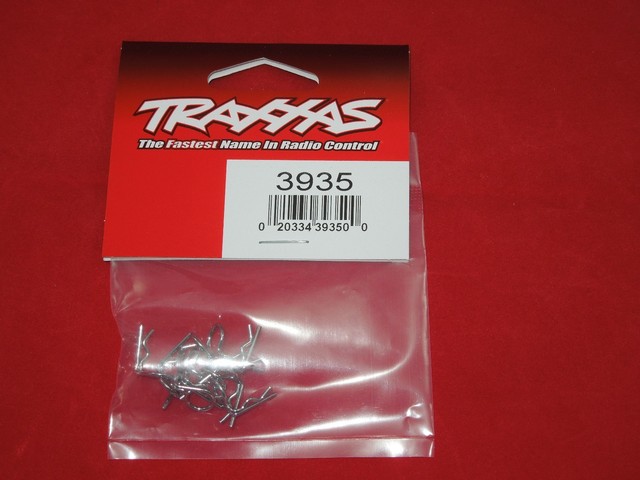 TRAXXAS
The Fastest Name In Radio Control
3935
0 20334 39350 0